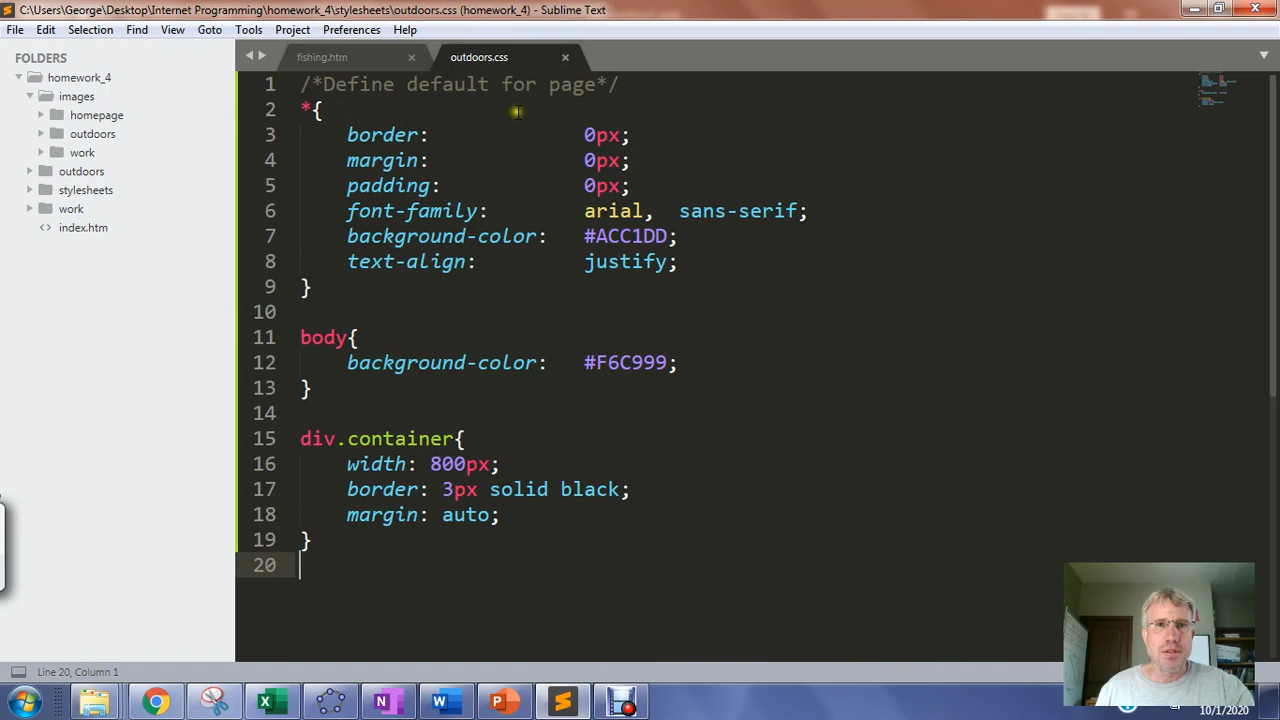 C:\Users\George\Desktop\Internet Programming\homework_4\stylesheets\outdoors.css (homework_4) - Sublime Text
File Edit Selection Find View Goto Tools Project Preferences Help
FOLDERS
homework_4
images
homepage
outdoors
work
outdoors
stylesheets
work
index.htm
fishing.htm × outdoors.css ×
1 /*Define default for page*/
2 *{
3 border: 0px;
4 margin: 0px;
5 padding: 0px;
6 font-family: arial, sans-serif;
7 background-color: #ACC1DD;
8 text-align: justify;
9 }
10
11 body{
12 background-color: #F6C999;
13 }
14
15 div.container{
16 width: 800px;
17 border: 3px solid black;
18 margin: auto;
19 }
20
Line 20, Column 1
10/1/2020